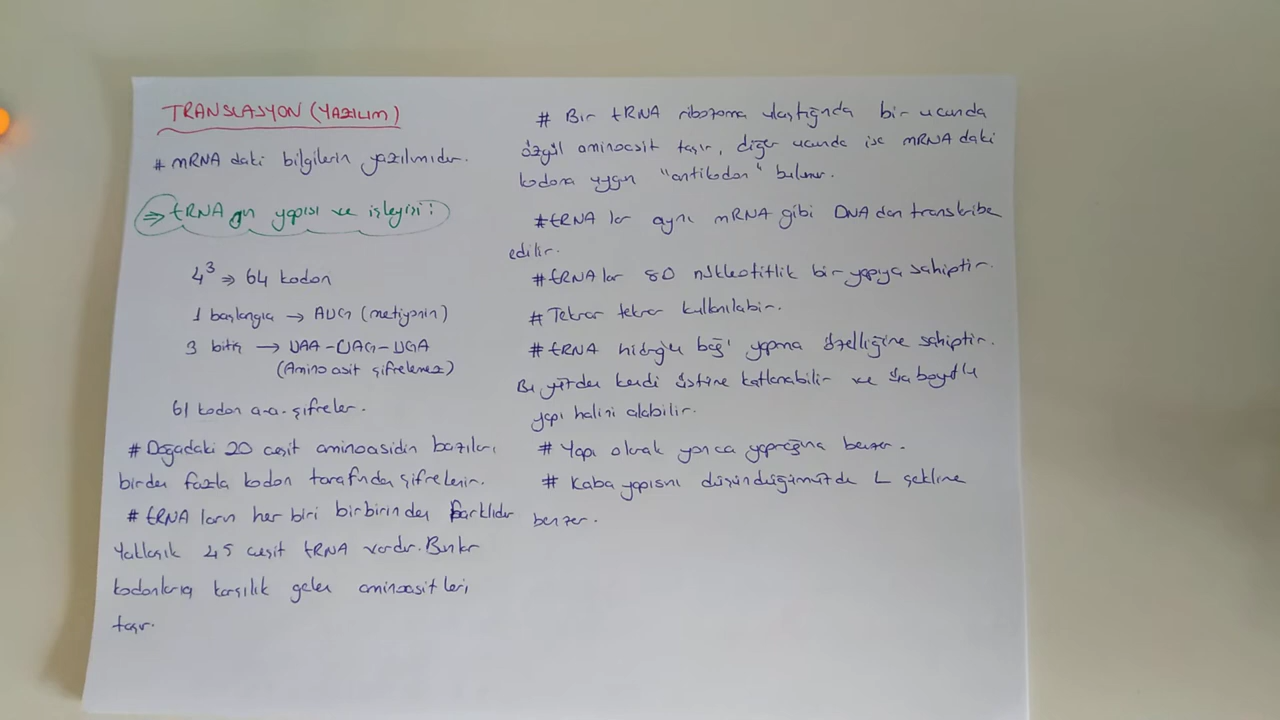 TRANSLASYON (YAZILIM)
# mRNA daki bilgilerin yazılımıdır.
⇒ tRNA nın yapısı ve işleyişi:
4³ ⇒ 64 kodon
1 başlangıç → AUG (metiyonin)
3 bitiş → UAA-UAG-UGA
(Amino asit şifrelemez)
61 kodon a.a. şifreler.
# Doğadaki 20 çeşit aminoasidin bazıları
birden fazla kodon tarafından şifrelenir.
# tRNA ların her biri birbirinden farklıdır
Yaklaşık 45 çeşit tRNA vardır. Bunlar
kodonlara karşılık gelen aminoasitleri
taşır.
# Bir tRNA ribozoma ulaştığında bir ucunda
özgül aminoasit taşır, diğer ucunda ise mRNA daki
kodona uygun "antikodon" bulunur.
# tRNA lar aynı mRNA gibi DNA dan transkribe
edilir.
# tRNA lar 80 nükleotitlik bir yapıya sahiptir.
# Tekrar tekrar kullanılabilir.
# tRNA hidrojen bağı yapma özelliğine sahiptir.
Bu yüzden kendi üstüne katlanabilir ve üç boyutlu
yapı halini alabilir.
# Yapı olarak yonca yaprağına benzer.
# Kaba yapısını düşündüğümüzde L şekline
benzer.